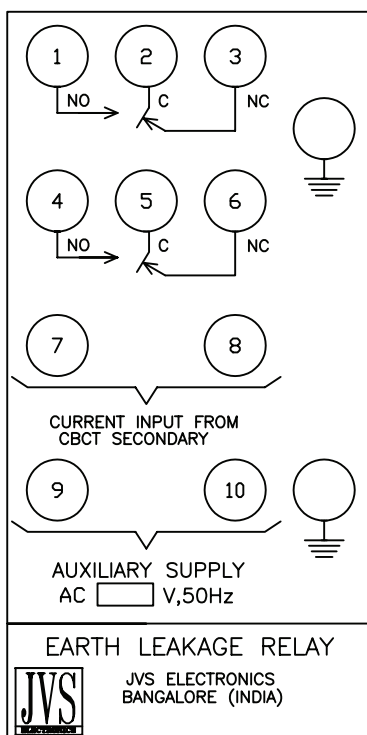 1 2 3
NO C NC
4 5 6
NO C NC
7 8
CURRENT INPUT FROM
CBCT SECONDARY
9 10
AUXILIARY SUPPLY
AC V,50Hz
EARTH LEAKAGE RELAY
JVS
ELECTRONICS
JVS ELECTRONICS
BANGALORE (INDIA)